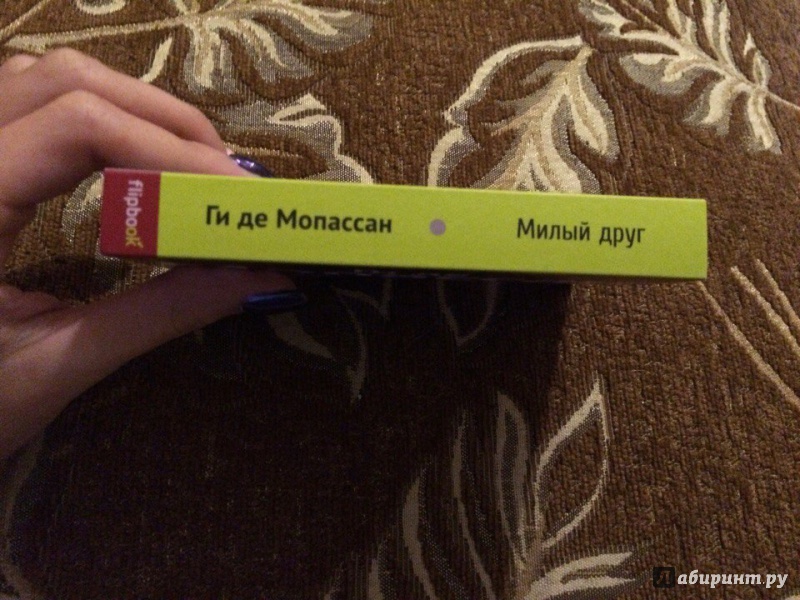 flipbook
Ги де Мопассан
Милый друг
Лабиринт.ру